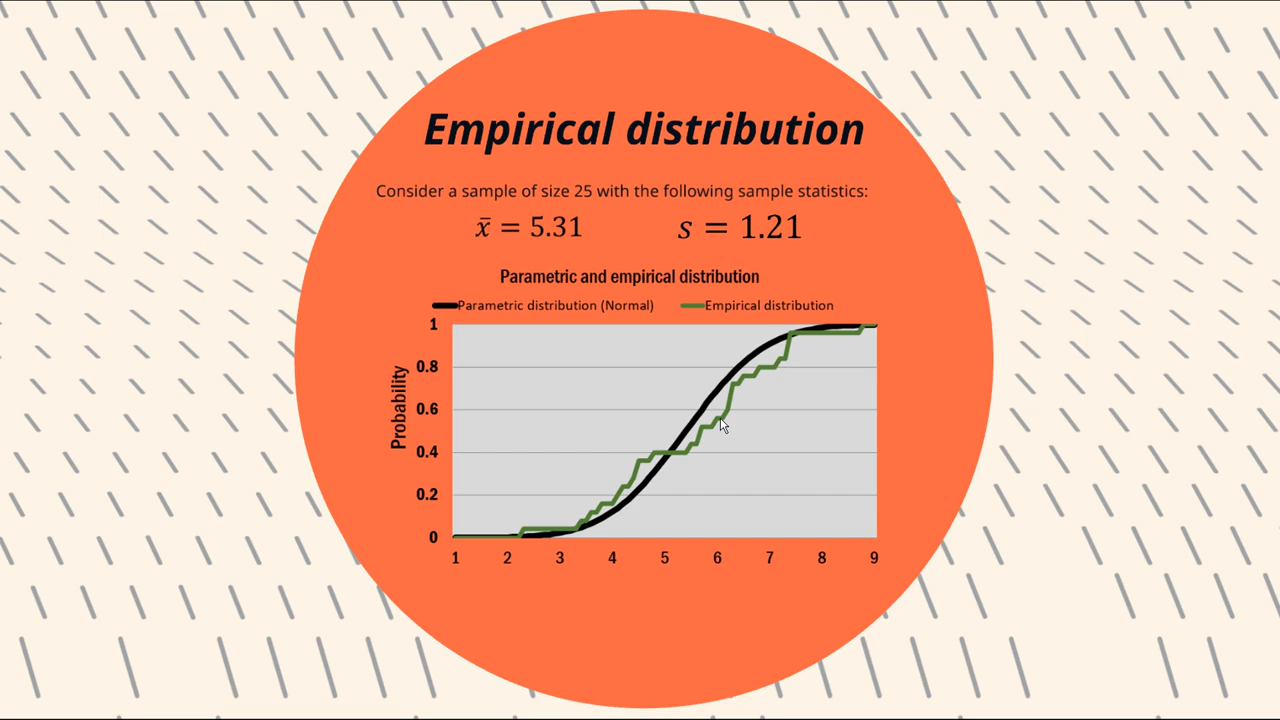 Empirical distribution
Consider a sample of size 25 with the following sample statistics:
x̄ = 5.31 s = 1.21
Parametric and empirical distribution
Parametric distribution (Normal) Empirical distribution
Probability
1
0.8
0.6
0.4
0.2
0
1 2 3 4 5 6 7 8 9